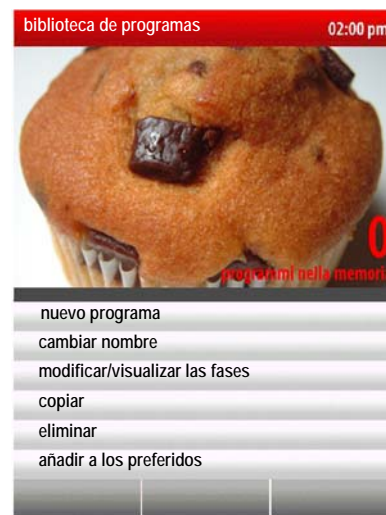 biblioteca de programas 02:00 pm
0
programmi nella memori
nuevo programa
cambiar nombre
modificar/visualizar las fases
copiar
eliminar
añadir a los preferidos